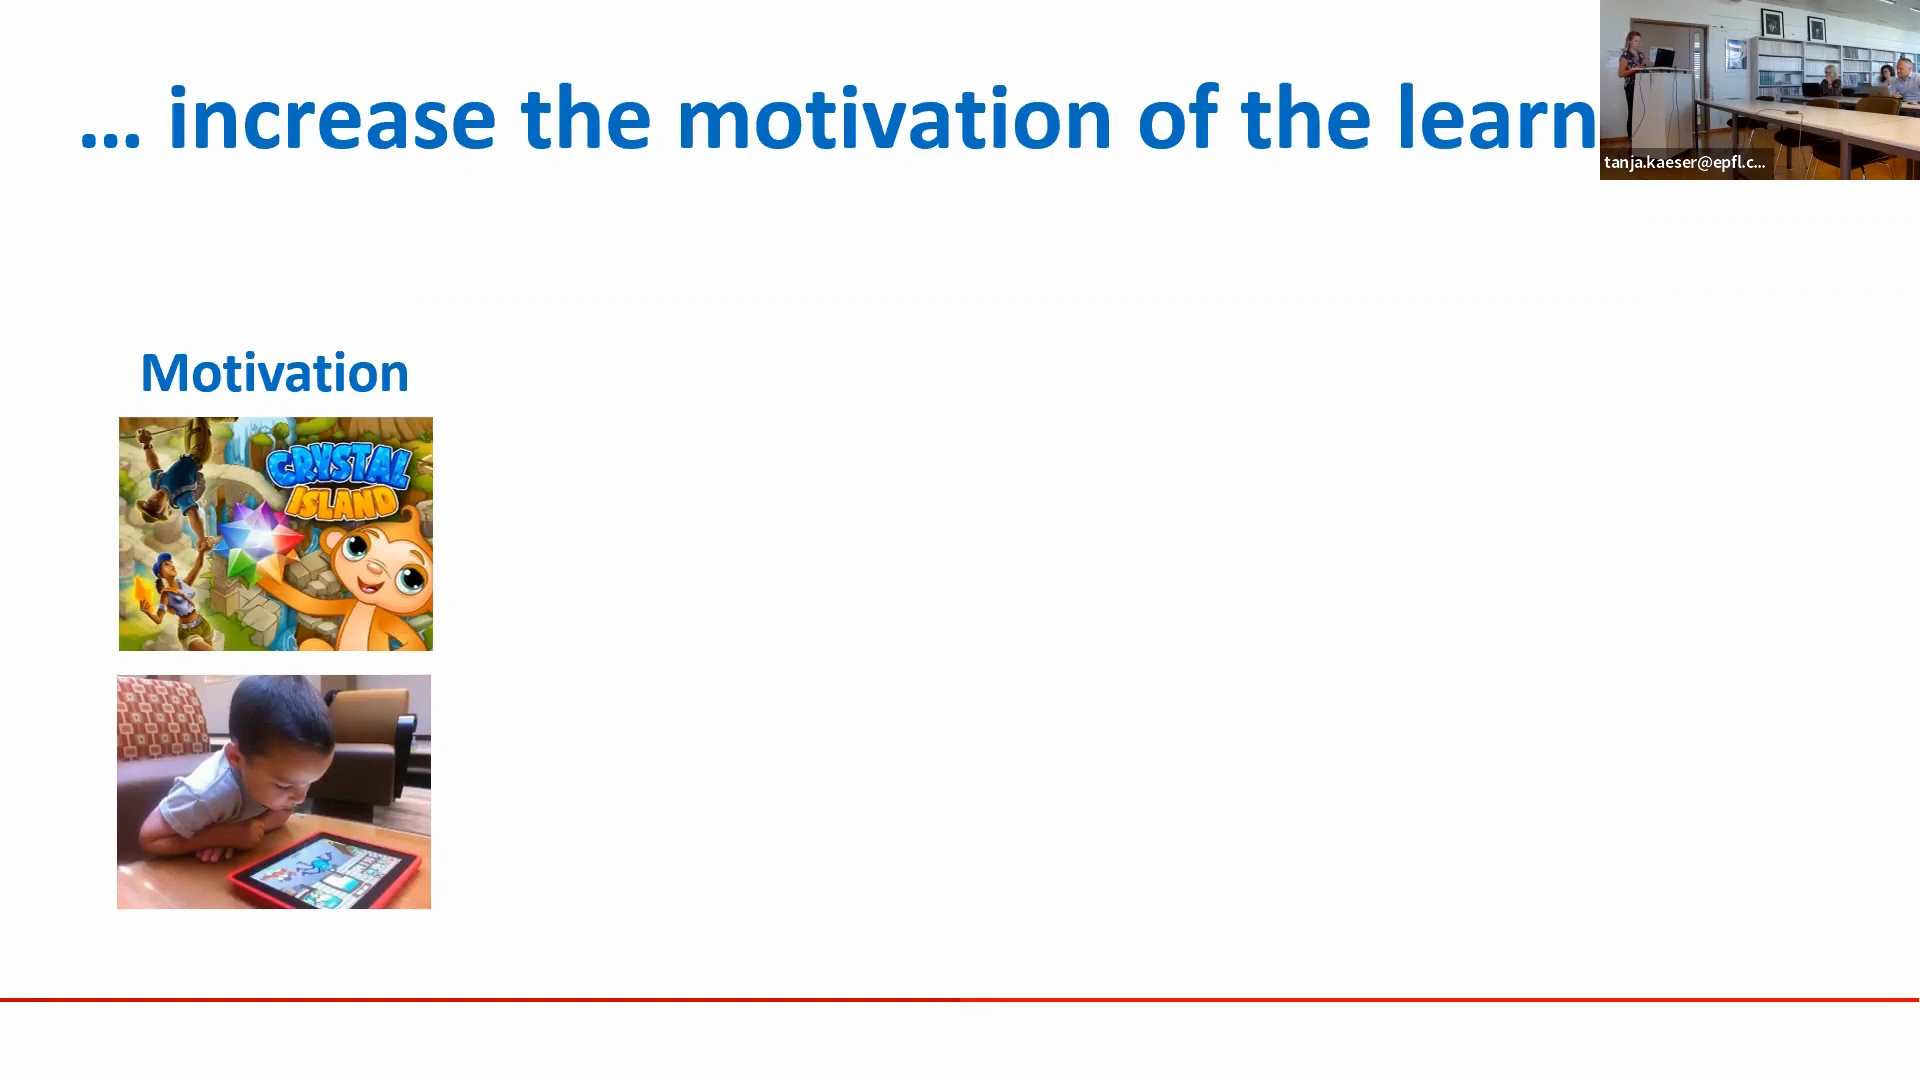 ... increase the motivation of the learn
tanja.kaeser@epfl.c...
Motivation
CRYSTAL
ISLAND